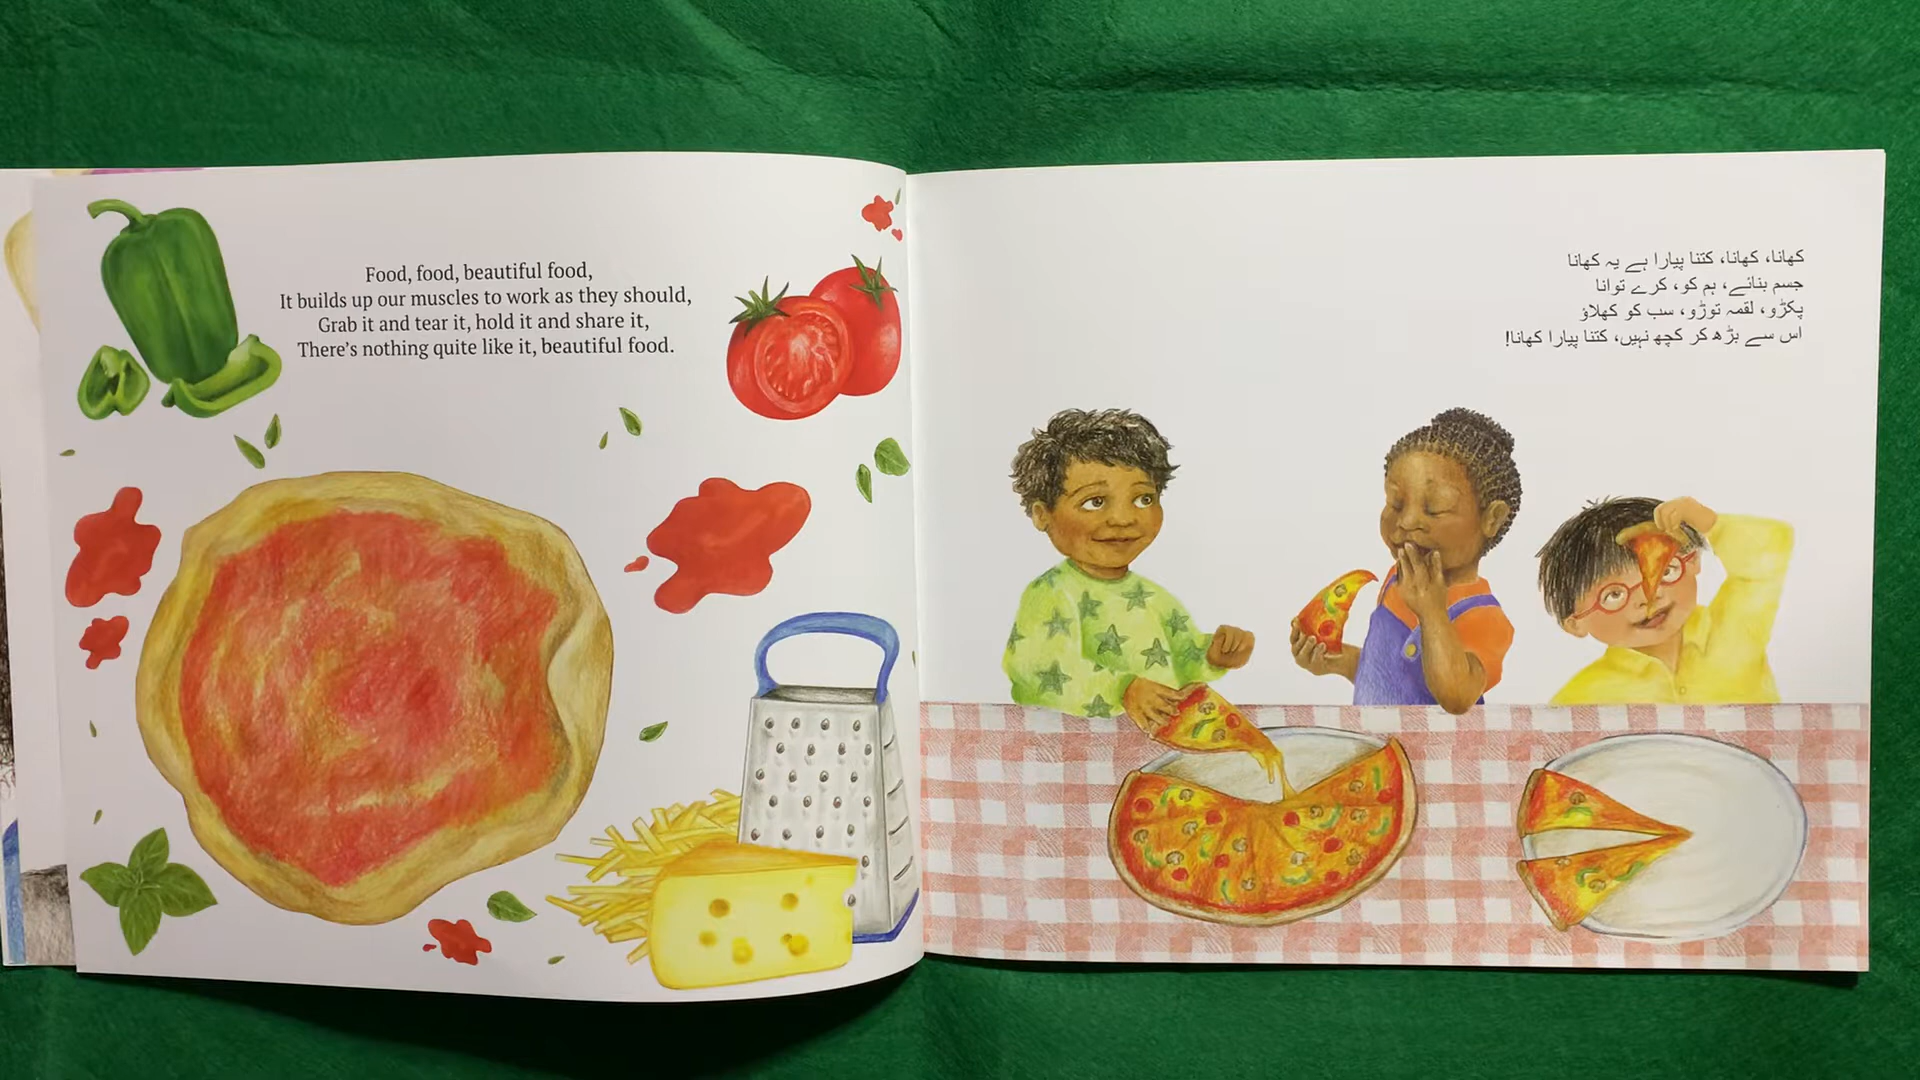 Food, food, beautiful food,
It builds up our muscles to work as they should,
Grab it and tear it, hold it and share it,
There's nothing quite like it, beautiful food.
کھانا، کھانا، کتنا پیارا ہے یہ کھانا
جسم بنائے، ہم کو، کرے توانا
پکڑو، لقمہ توڑو، سب کو کھلاؤ
اس سے بڑھ کر کچھ نہیں، کتنا پیارا کھانا!